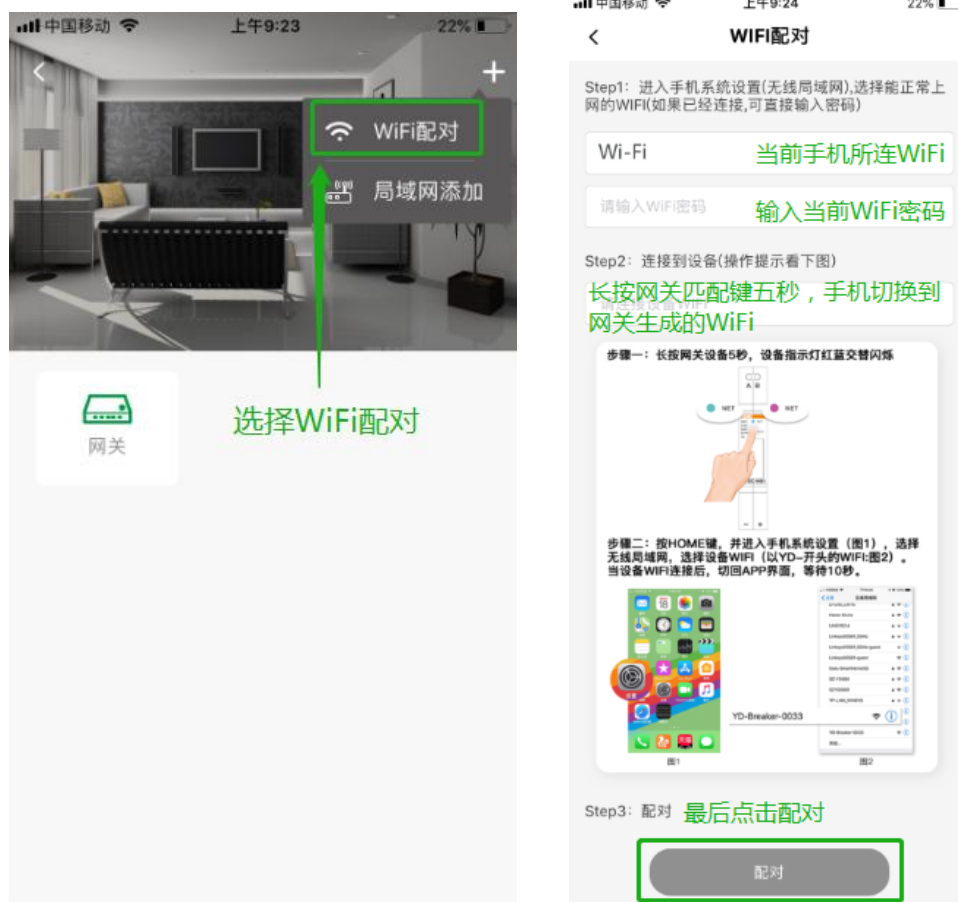 中国移动
上午9:23
22%
WiFi配对
局域网添加
选择WiFi配对
网关
中国移动
上午9:24
22%
WIFI配对
Step1：进入手机系统设置(无线局域网),选择能正常上
网的WIFI(如果已经连接,可直接输入密码)
Wi-Fi
当前手机所连WiFi
请输入WiFi密码
输入当前WiFi密码
Step2：连接到设备(操作提示看下图)
长按网关匹配键五秒，手机切换到
网关生成的WiFi
步骤一：长按网关设备5秒，设备指示灯红蓝交替闪烁
A B
NET
NET
步骤二：按HOME键，并进入手机系统设置（图1），选择
无线局域网，选择设备WIFI（以YD-开头的WIFI:图2）。
当设备WIFI连接后，切回APP界面，等待10秒。
设置
YD-Breaker-0033
图1
图2
Step3：配对
最后点击配对
配对